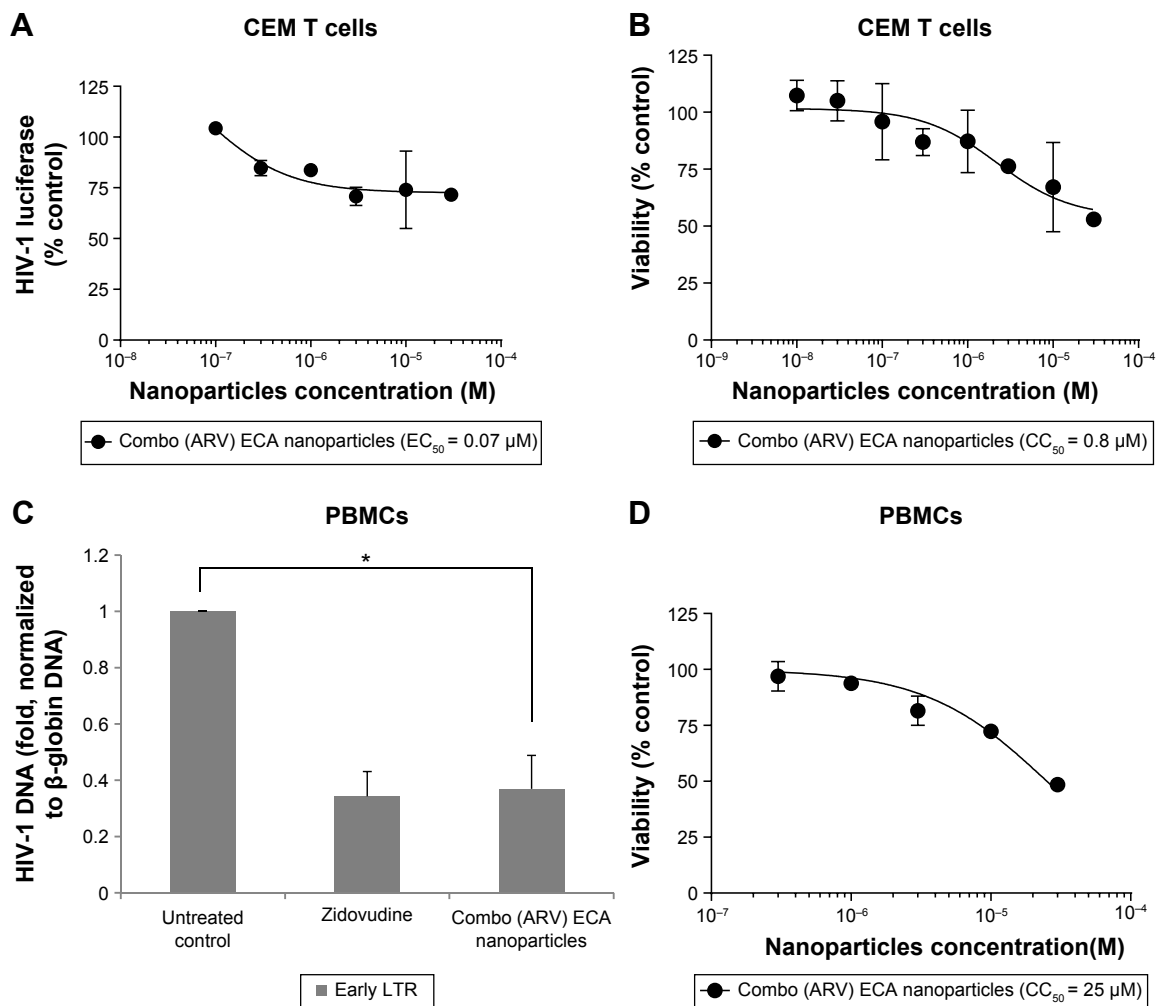 A
CEM T cells
HIV-1 luciferase
(% control)
125
100
75
50
25
0
10⁻⁸
10⁻⁷
10⁻⁶
10⁻⁵
10⁻⁴
Nanoparticles concentration (M)
Combo (ARV) ECA nanoparticles (EC₅₀ = 0.07 µM)
B
CEM T cells
Viability (% control)
125
100
75
50
25
0
10⁻⁹
10⁻⁸
10⁻⁷
10⁻⁶
10⁻⁵
10⁻⁴
Nanoparticles concentration (M)
Combo (ARV) ECA nanoparticles (CC₅₀ = 0.8 µM)
C
PBMCs
HIV-1 DNA (fold, normalized
to β-globin DNA)
1.2
1
0.8
0.6
0.4
0.2
0
*
Untreated
control
Zidovudine
Combo (ARV) ECA
nanoparticles
Early LTR
D
PBMCs
Viability (% control)
125
100
75
50
25
0
10⁻⁷
10⁻⁶
10⁻⁵
10⁻⁴
Nanoparticles concentration(M)
Combo (ARV) ECA nanoparticles (CC₅₀ = 25 µM)